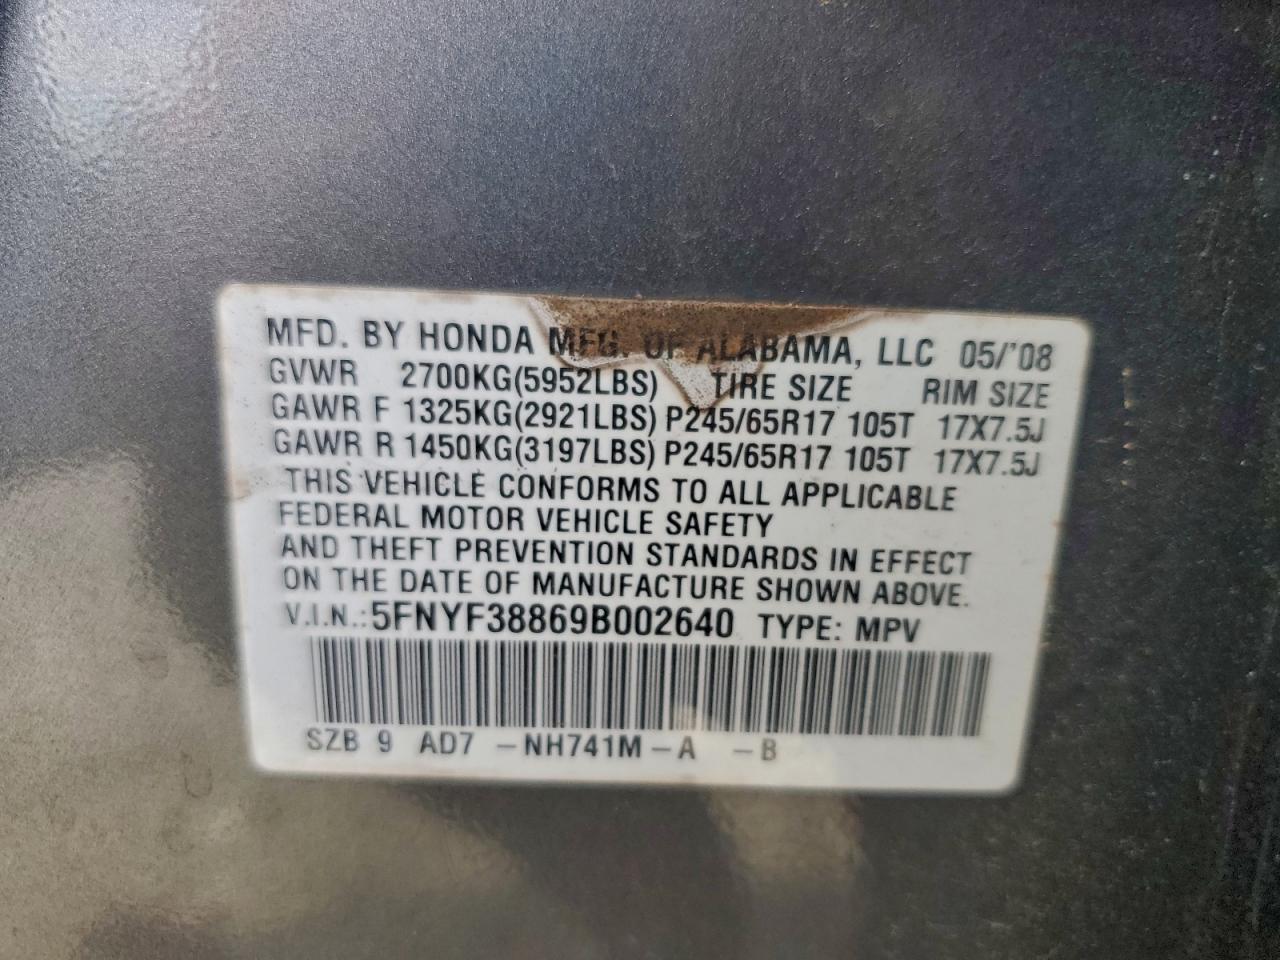 MFD. BY HONDA MFG. OF ALABAMA, LLC 05/'08
GVWR 2700KG(5952LBS) TIRE SIZE RIM SIZE
GAWR F 1325KG(2921LBS) P245/65R17 105T 17X7.5J
GAWR R 1450KG(3197LBS) P245/65R17 105T 17X7.5J
THIS VEHICLE CONFORMS TO ALL APPLICABLE
FEDERAL MOTOR VEHICLE SAFETY
AND THEFT PREVENTION STANDARDS IN EFFECT
ON THE DATE OF MANUFACTURE SHOWN ABOVE.
V.I.N.:5FNYF38869B002640 TYPE: MPV
SZB 9 AD7 -NH741M-A -B